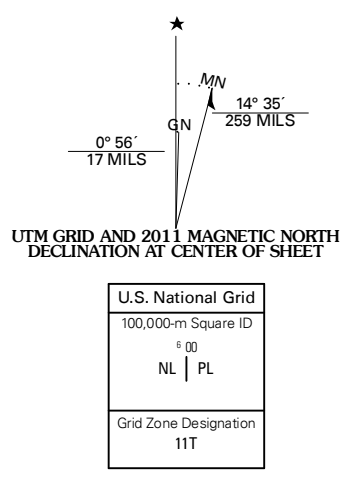 ★
MN
GN
14° 35´
259 MILS
0° 56´
17 MILS
UTM GRID AND 2011 MAGNETIC NORTH
DECLINATION AT CENTER OF SHEET
U.S. National Grid
100,000-m Square ID
6 00
NL | PL
Grid Zone Designation
11T